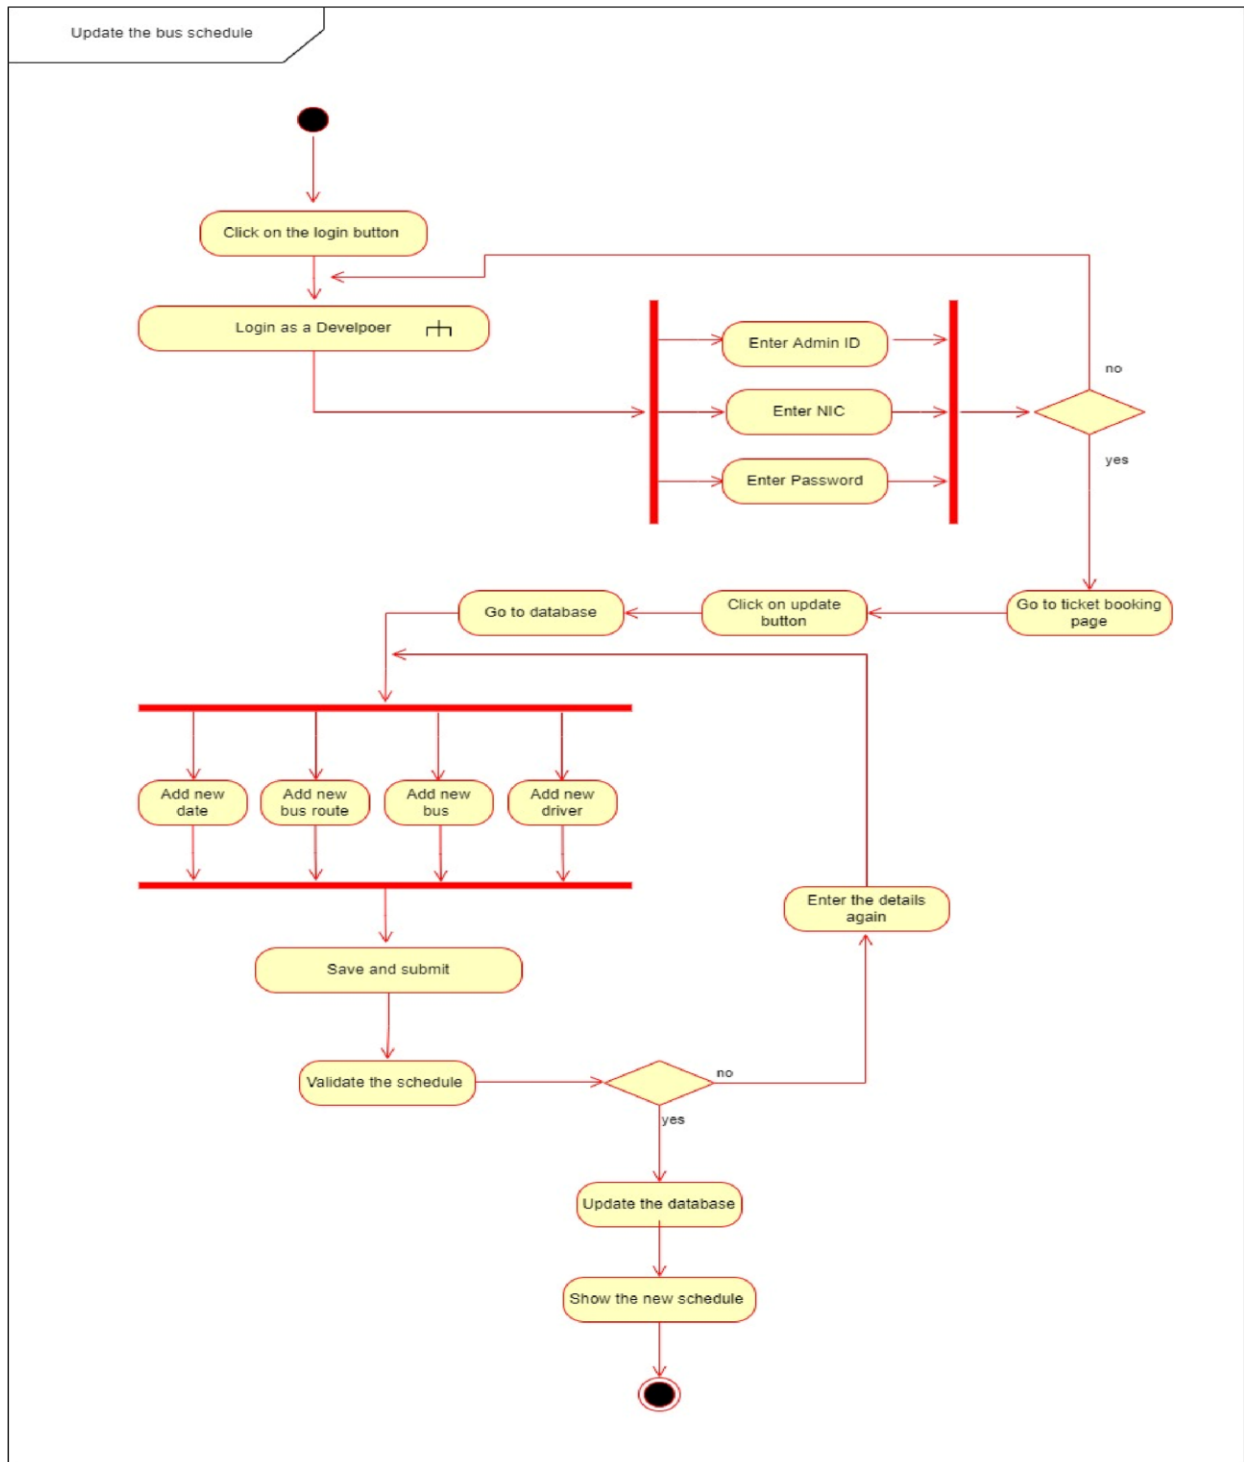 Update the bus schedule
Click on the login button
Login as a Develpoer
Enter Admin ID
no
Enter NIC
yes
Enter Password
Go to database
Click on update
button
Go to ticket booking
page
Add new
date
Add new
bus route
Add new
bus
Add new
driver
Enter the details
again
Save and submit
Validate the schedule
no
yes
Update the database
Show the new schedule